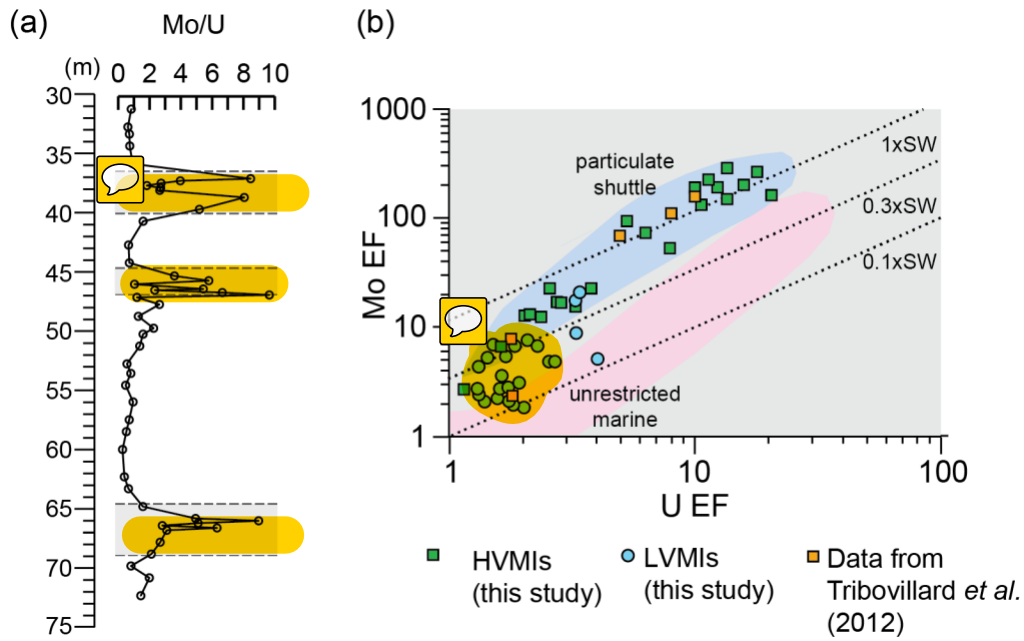 (a)
Mo/U
(m)
0 2 4 6 8 10
30
35
40
45
50
55
60
65
70
75
(b)
1000
100
10
1
Mo EF
particulate
shuttle
1xSW
0.3xSW
0.1xSW
unrestricted
marine
1 10 100
U EF
HVMIs
(this study)
LVMIs
(this study)
Data from
Tribovillard et al.
(2012)